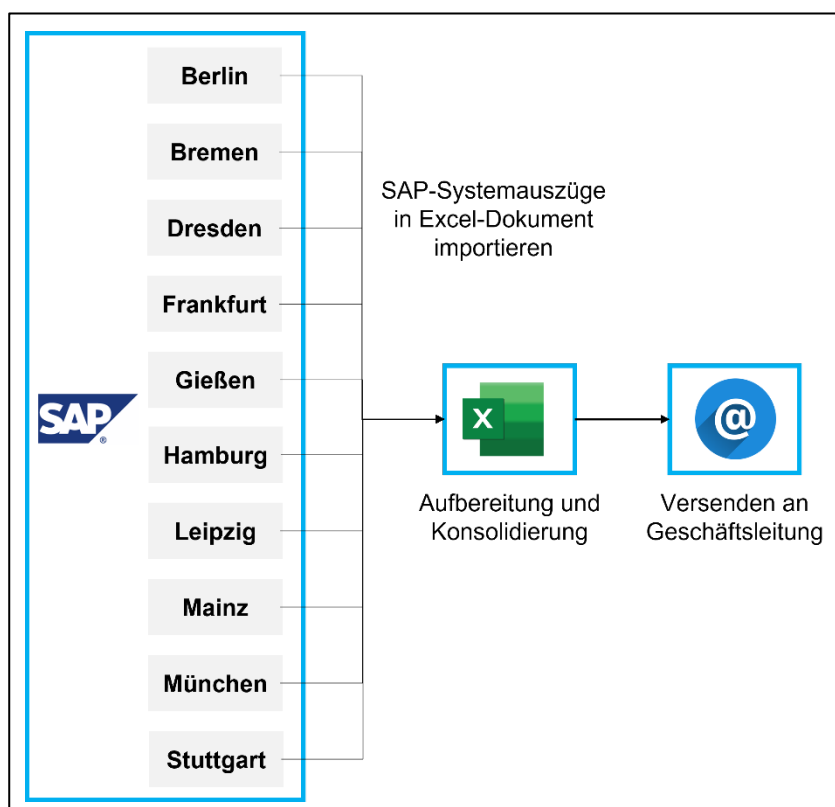 Berlin
Bremen
SAP-Systemauszüge
in Excel-Dokument
importieren
Dresden
Frankfurt
Gießen
SAP
®
X
@
Hamburg
Aufbereitung und
Konsolidierung
Versenden an
Geschäftsleitung
Leipzig
Mainz
München
Stuttgart